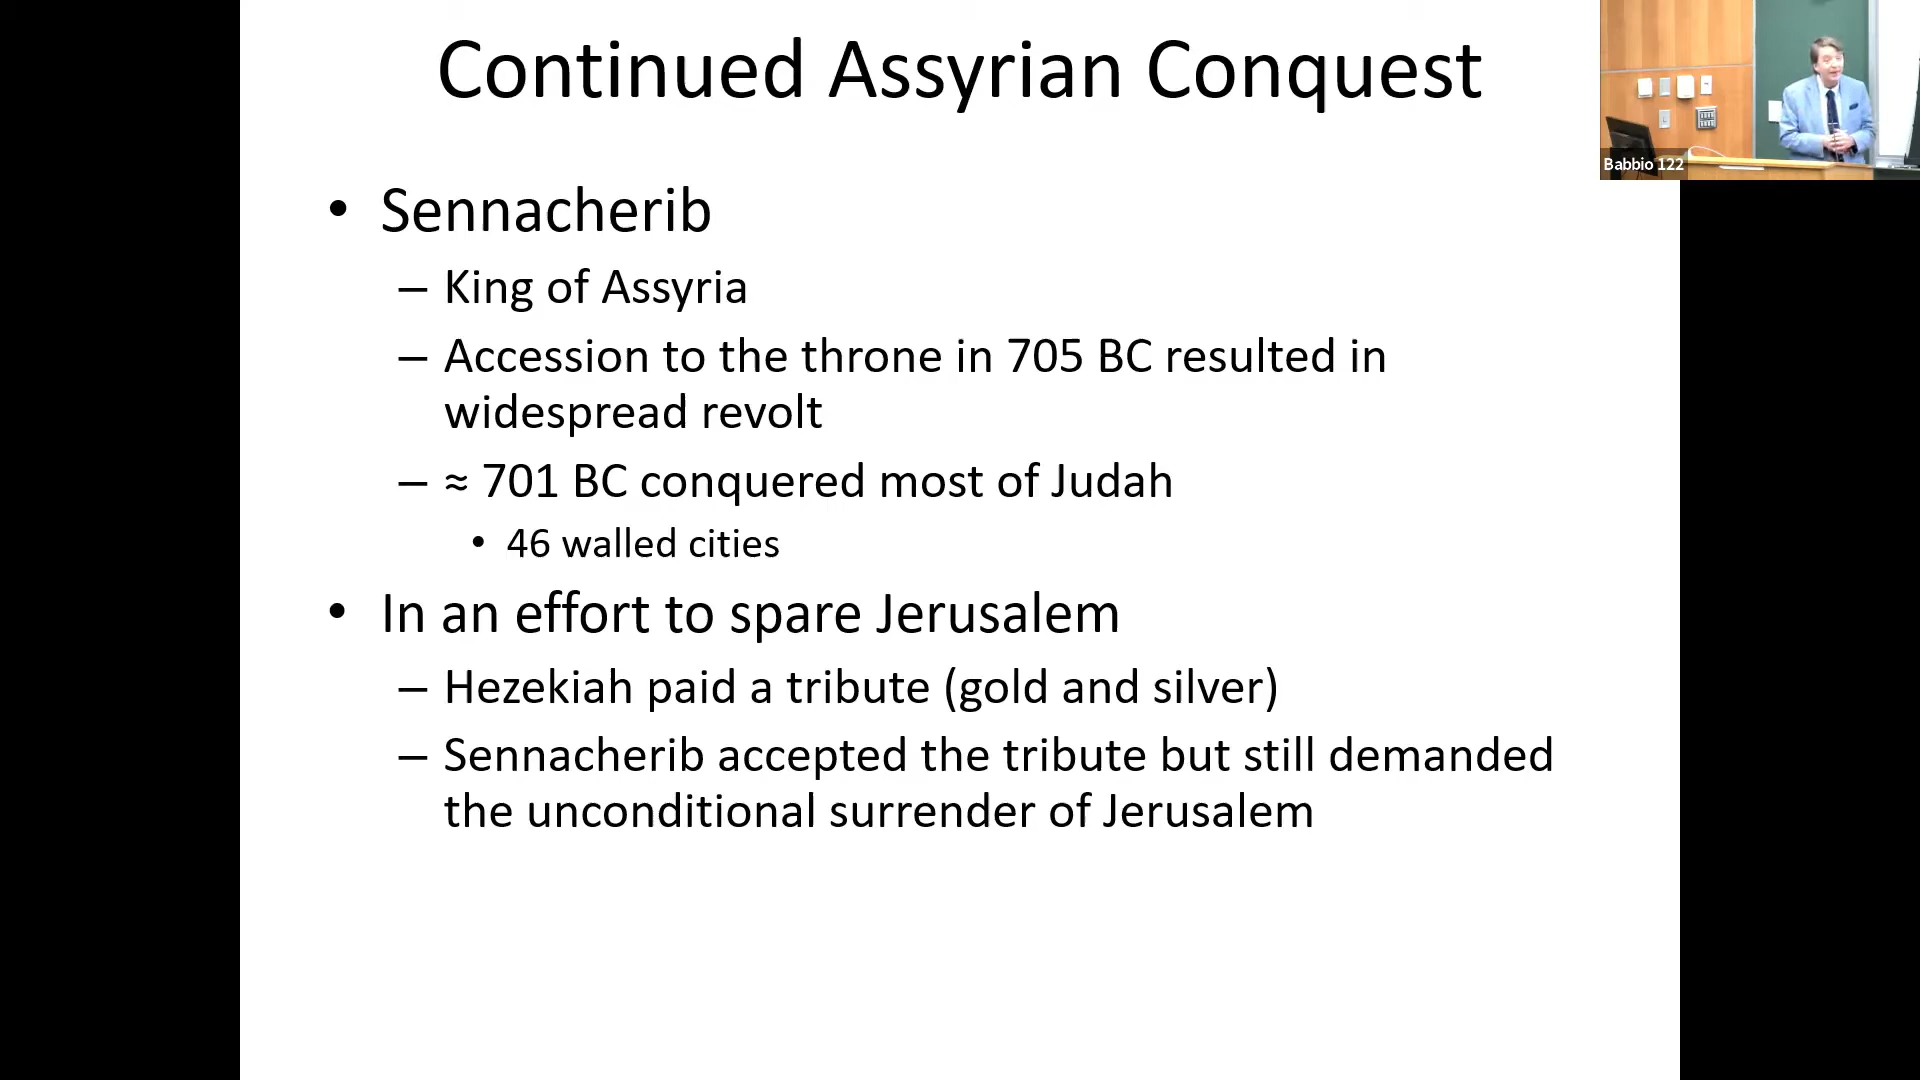 Continued Assyrian Conquest
Babbio 122
• Sennacherib
– King of Assyria
– Accession to the throne in 705 BC resulted in
widespread revolt
– ≈ 701 BC conquered most of Judah
• 46 walled cities
• In an effort to spare Jerusalem
– Hezekiah paid a tribute (gold and silver)
– Sennacherib accepted the tribute but still demanded
the unconditional surrender of Jerusalem